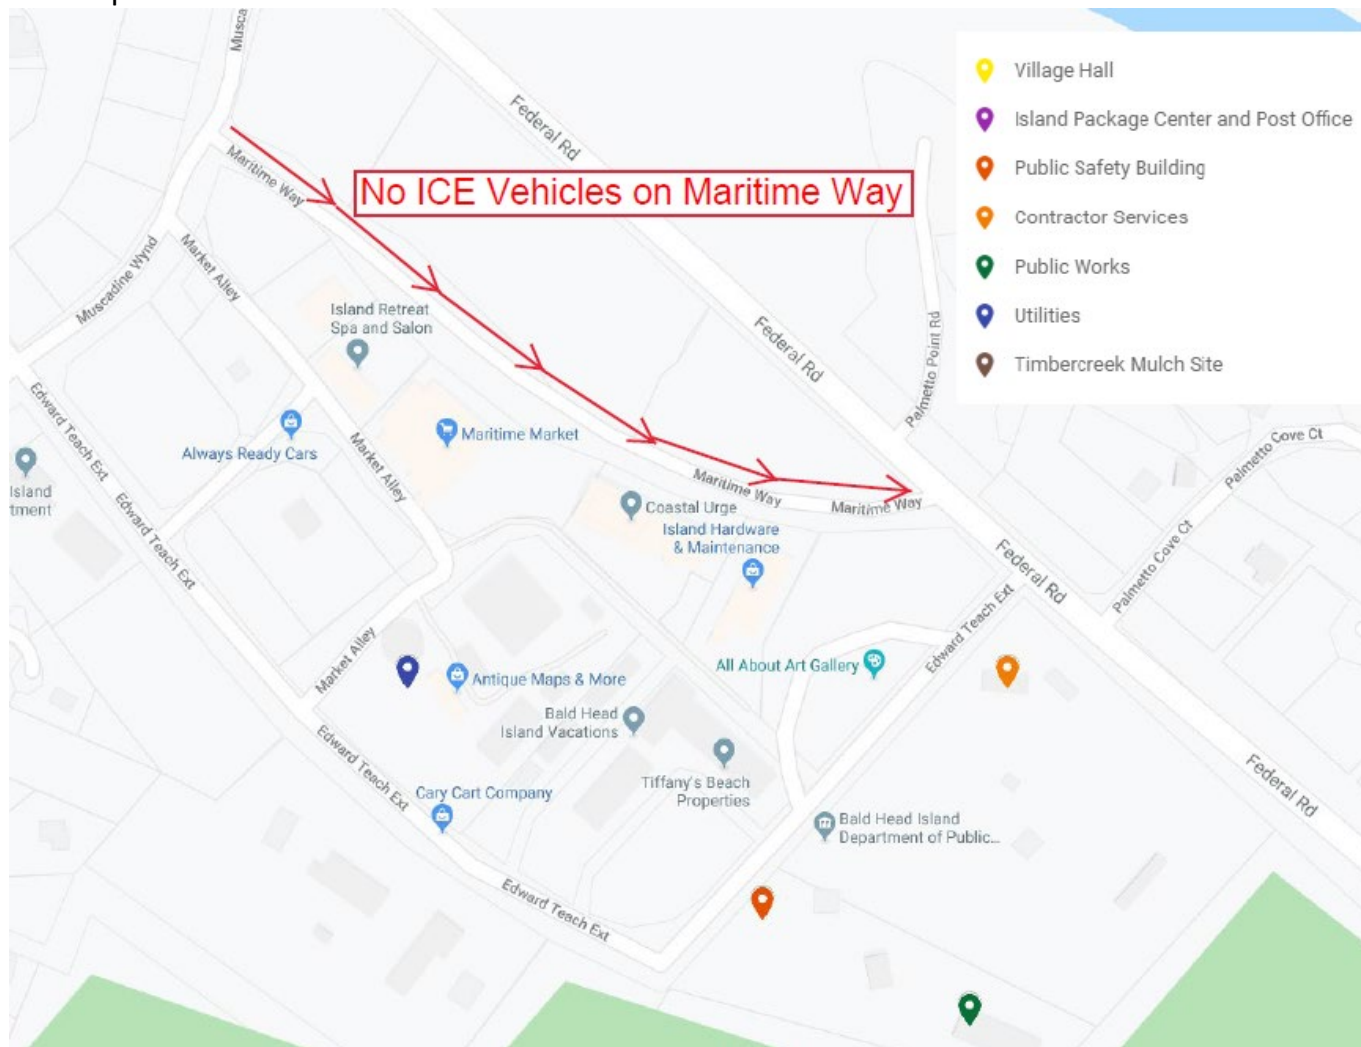 Musca
Federal Rd
Village Hall
Island Package Center and Post Office
Public Safety Building
Contractor Services
Public Works
Utilities
Timbercreek Mulch Site
Maritime Way
No ICE Vehicles on Maritime Way
Muscadine Wynd
Market Alley
Island Retreat
Spa and Salon
Federal Rd
Palmetto Point Rd
Edward Teach Ext
Always Ready Cars
Maritime Market
Market Alley
Palmetto Cove Ct
Island
tment
Edward Teach Ext
Maritime Way
Maritime Way
Coastal Urge
Island Hardware
& Maintenance
Federal Rd
Palmetto Cove Ct
Edward Teach Ext
Market Alley
Antique Maps & More
All About Art Gallery
Bald Head
Island Vacations
Edward Teach Ext
Tiffany's Beach
Properties
Cary Cart Company
Federal Rd
Bald Head Island
Department of Public...
Edward Teach Ext